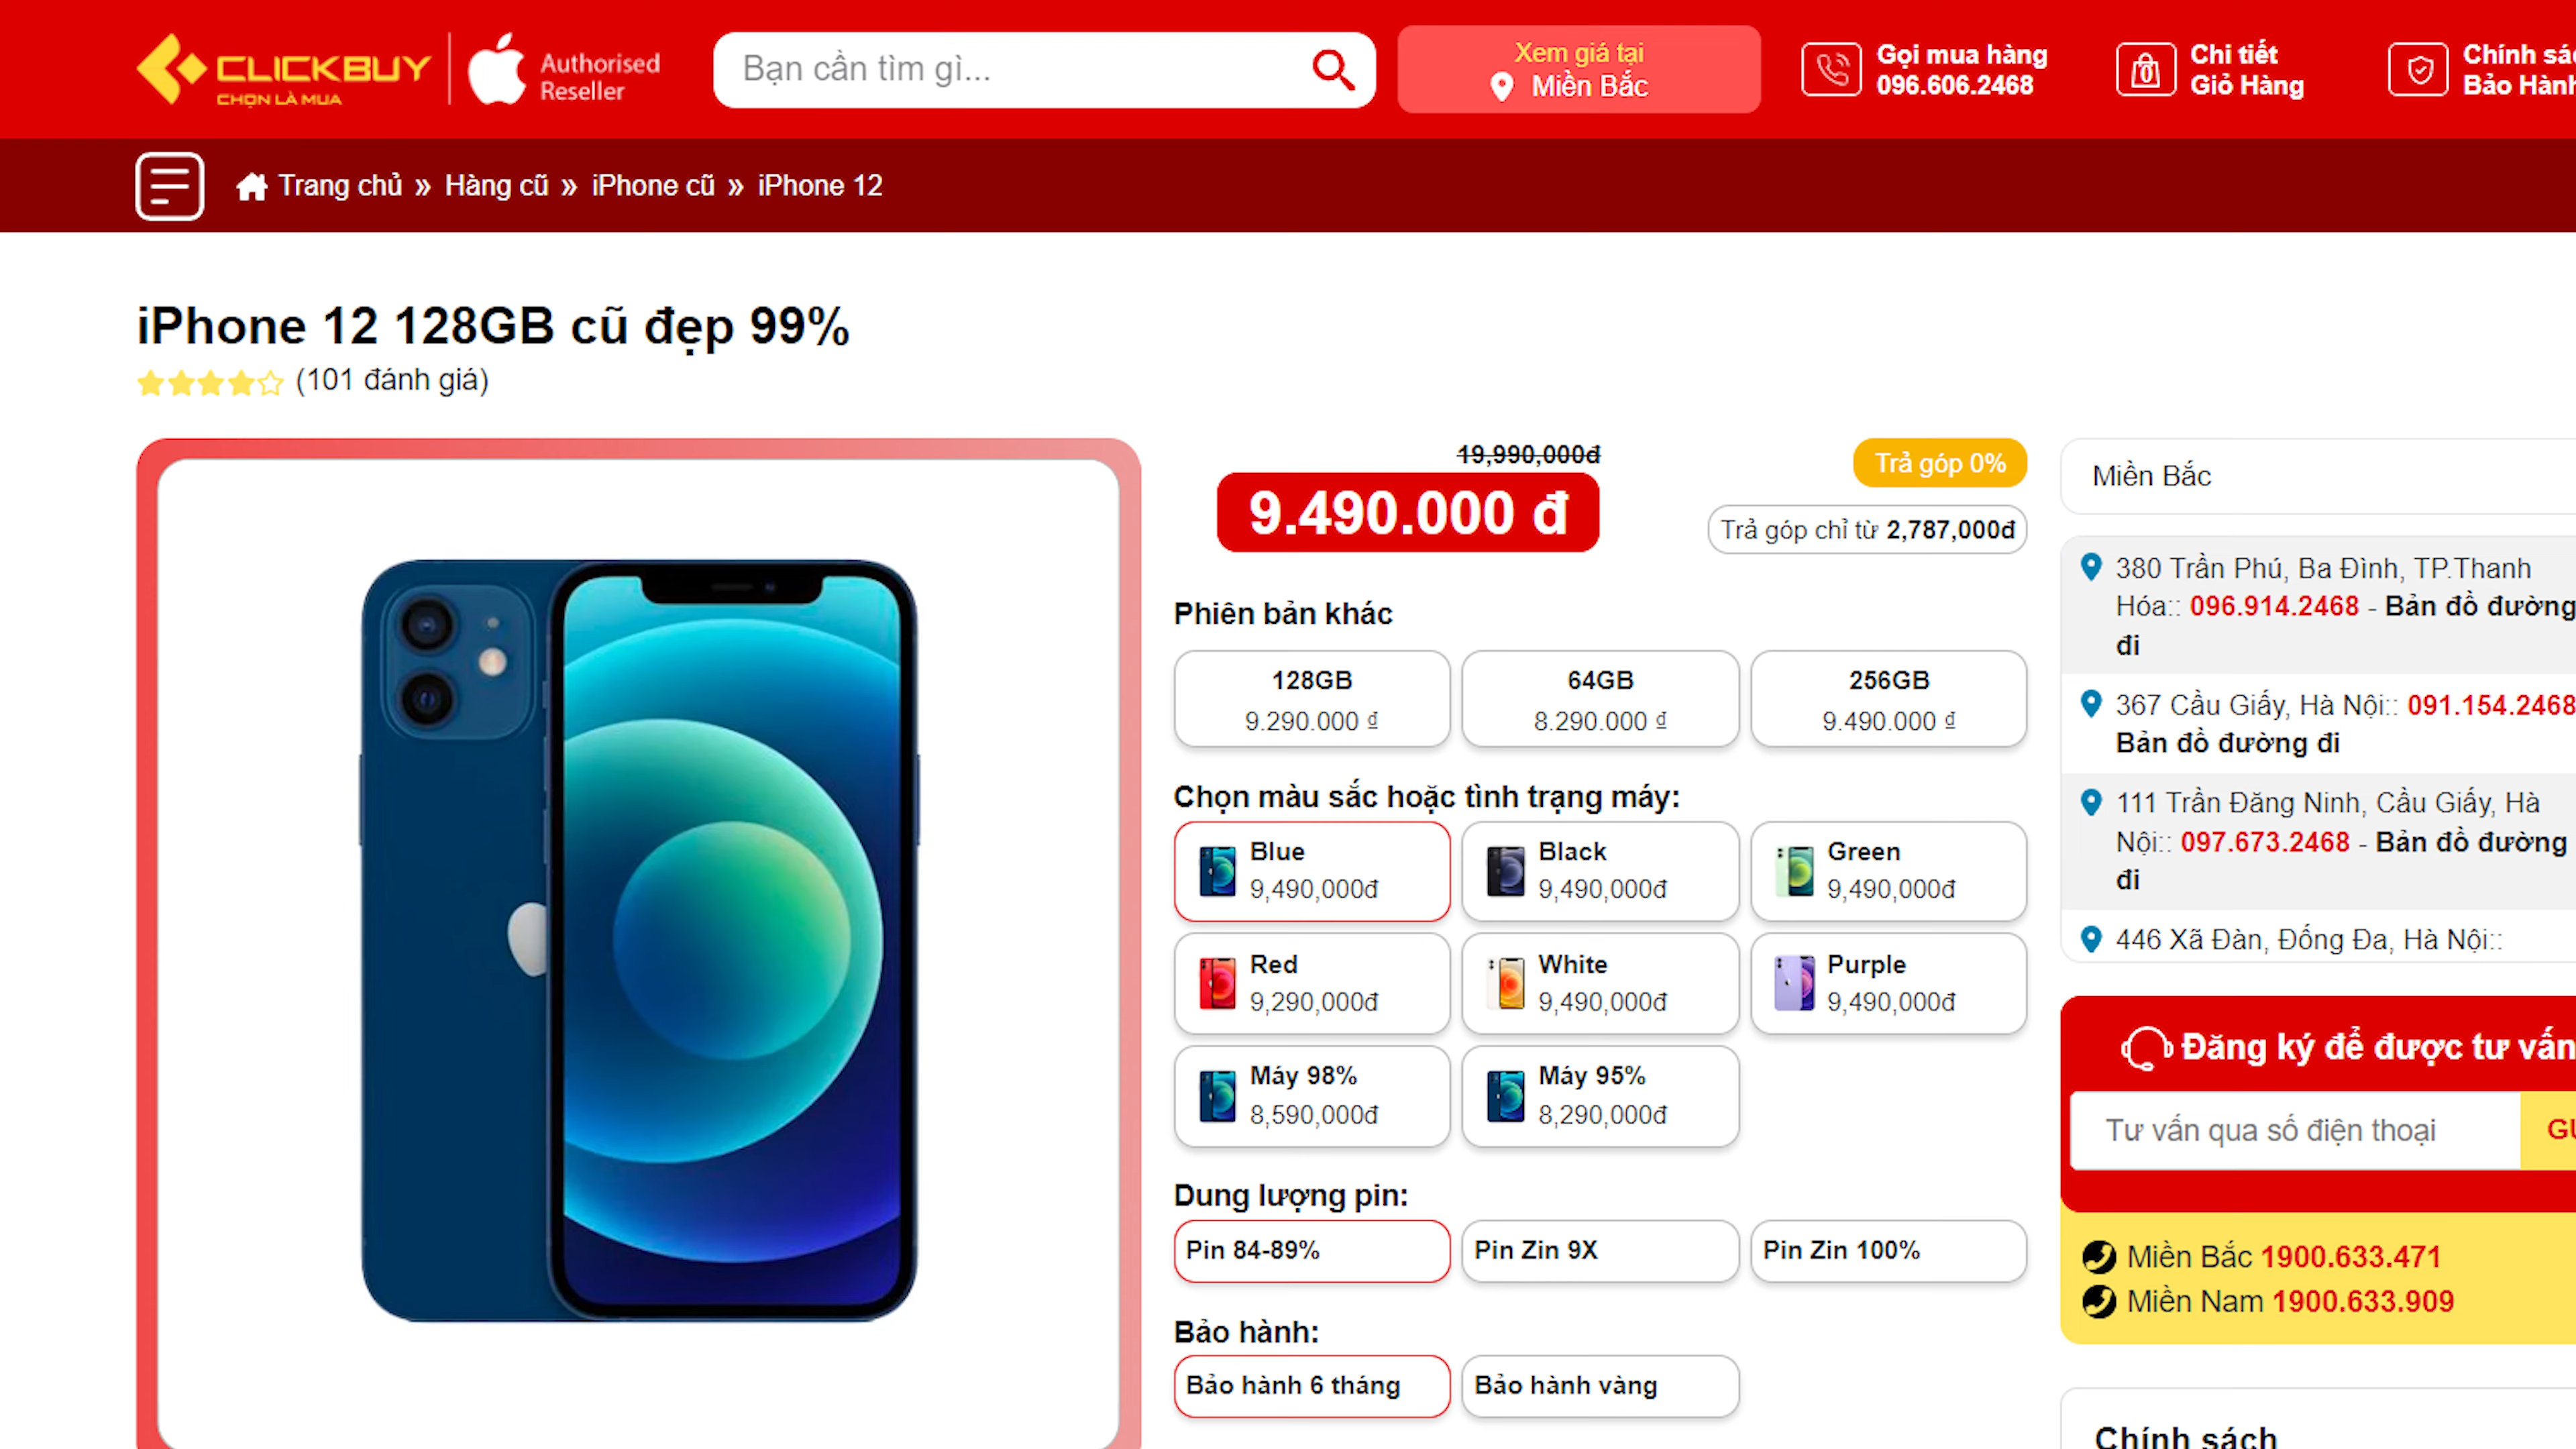 CLICKBUY
CHỌN LÀ MUA
Authorised
Reseller
Bạn cần tìm gì...
Xem giá tại
Miền Bắc
Gọi mua hàng
096.606.2468
Chi tiết
Giỏ Hàng
0
Bảo
Trang chủ » Hàng cũ » iPhone cũ » iPhone 12
iPhone 12 128GB cũ đẹp 99%
(101 đánh giá)
19,990,000đ
9.490.000 đ
Trả góp 0%
Trả góp chỉ từ 2,787,000đ
Phiên bản khác
128GB
9.290.000 ₫
64GB
8.290.000 ₫
256GB
9.490.000 ₫
Chọn màu sắc hoặc tình trạng máy:
Blue
9,490,000đ
Black
9,490,000đ
Green
9,490,000đ
Red
9,290,000đ
White
9,490,000đ
Purple
9,490,000đ
Máy 98%
8,590,000đ
Máy 95%
8,290,000đ
Dung lượng pin:
Pin 84-89%
Pin Zin 9X
Pin Zin 100%
Bảo hành:
Bảo hành 6 tháng
Bảo hành vàng
Miền Bắc
380 Trần Phú, Ba Đình, TP.Thanh
Hóa:: 096.914.2468 - Bản đồ đường
đi
367 Cầu Giấy, Hà Nội:: 091.154.2468
Bản đồ đường đi
111 Trần Đăng Ninh, Cầu Giấy, Hà
Nội:: 097.673.2468 - Bản đồ đường
đi
446 Xã Đàn, Đống Đa, Hà Nội::
Đăng ký để được tư vấn
Tư vấn qua số điện thoại
Miền Bắc 1900.633.471
Miền Nam 1900.633.909
Chính sách